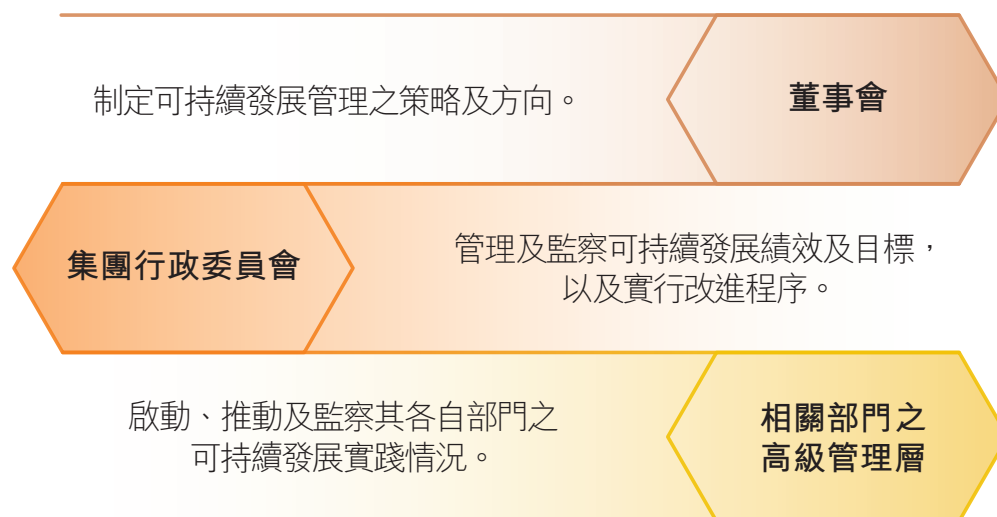 制定可持續發展管理之策略及方向。
董事會
集團行政委員會
管理及監察可持續發展績效及目標，
以及實行改進程序。
啟動、推動及監察其各自部門之
可持續發展實踐情況。
相關部門之
高級管理層